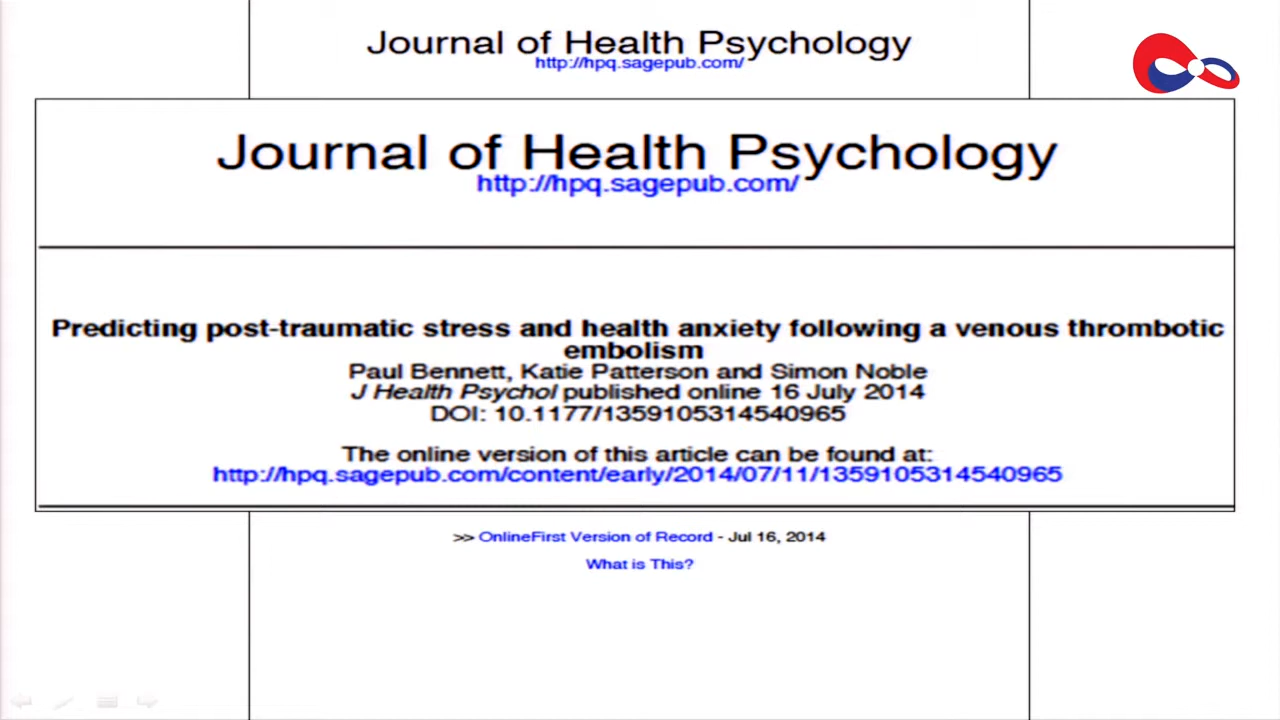 Journal of Health Psychology
http://hpq.sagepub.com/
Journal of Health Psychology
http://hpq.sagepub.com/
Predicting post-traumatic stress and health anxiety following a venous thrombotic
embolism
Paul Bennett, Katie Patterson and Simon Noble
J Health Psychol published online 16 July 2014
DOI: 10.1177/1359105314540965
The online version of this article can be found at:
http://hpq.sagepub.com/content/early/2014/07/11/1359105314540965
>> OnlineFirst Version of Record - Jul 16, 2014
What is This?